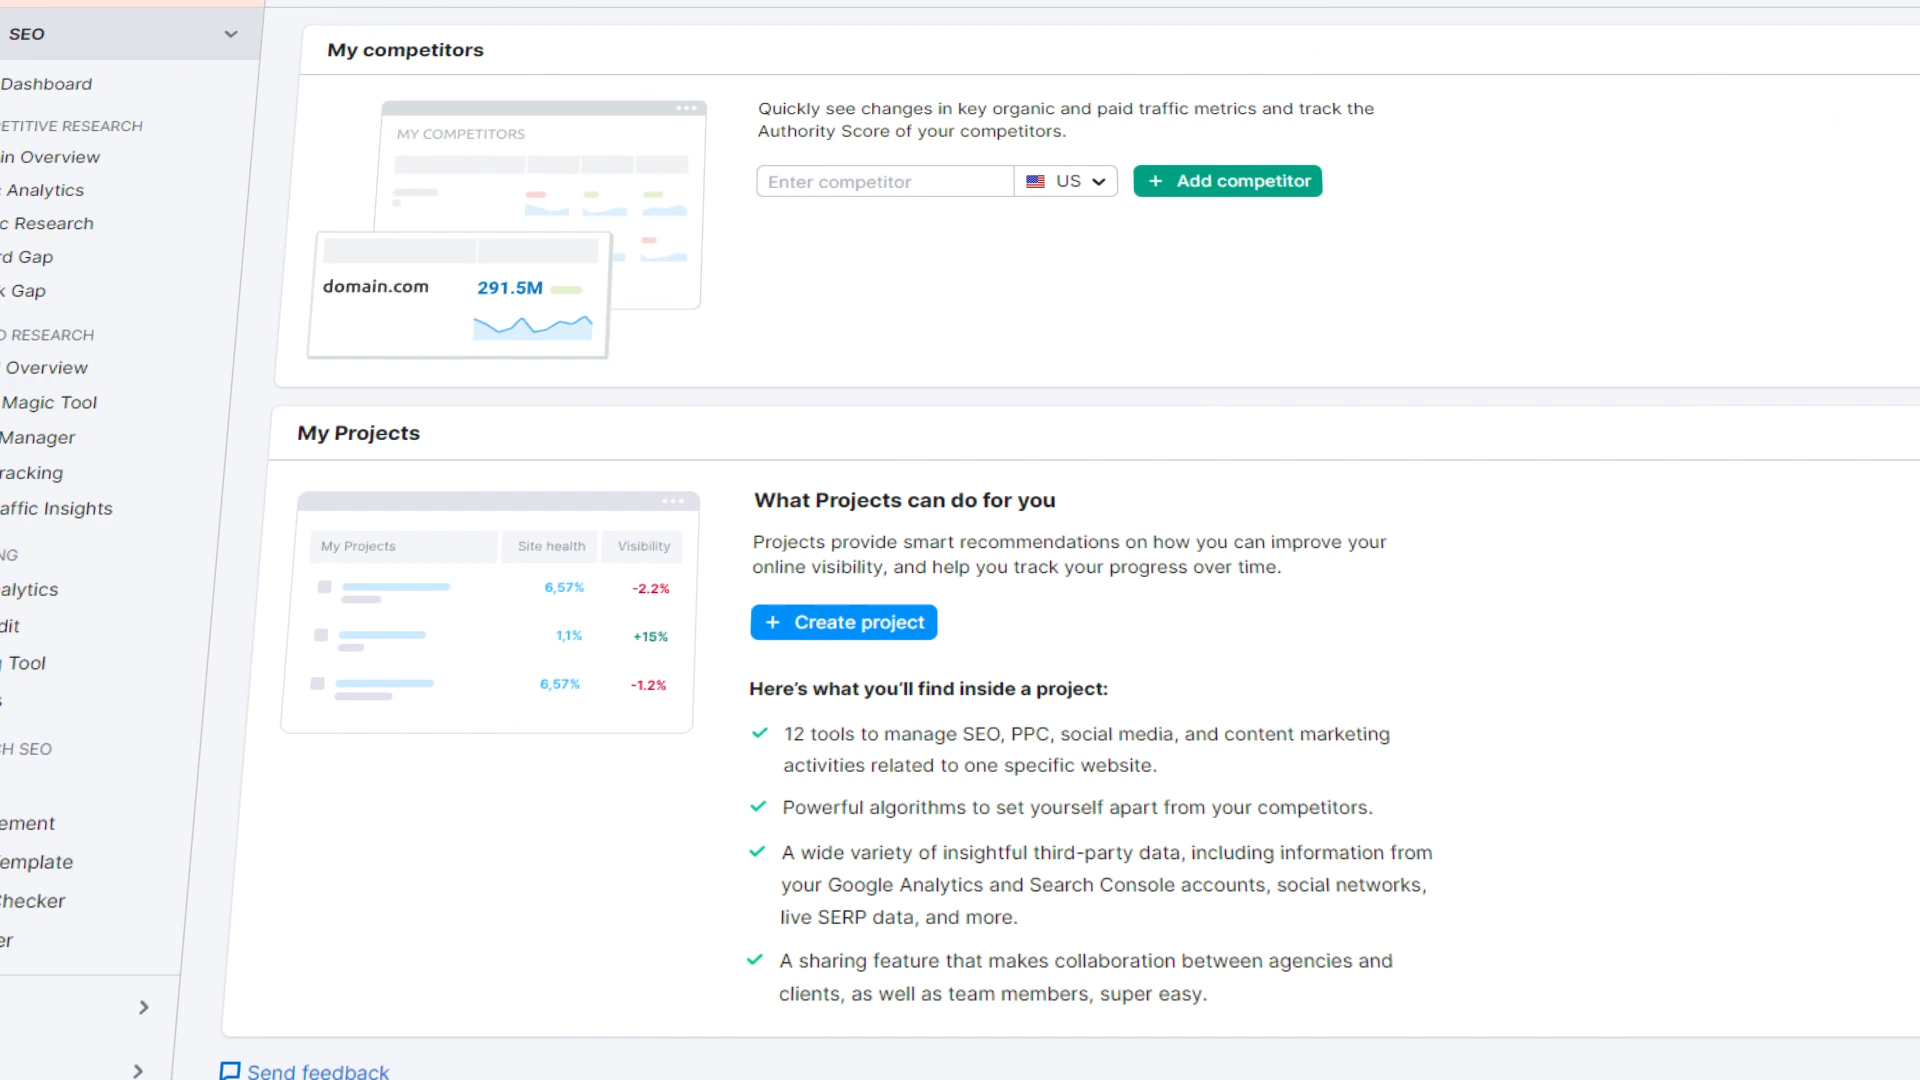 SEO
Dashboard
ETITIVE RESEARCH
in Overview
Analytics
c Research
rd Gap
k Gap
RESEARCH
Overview
Magic Tool
Manager
racking
affic Insights
NG
alytics
dit
Tool
s
CH SEO
ement
emplate
Checker
er
My competitors
MY COMPETITORS
domain.com
291.5M
Quickly see changes in key organic and paid traffic metrics and track the
Authority Score of your competitors.
Enter competitor
US
+ Add competitor
My Projects
My Projects Site health Visibility
6,57% -2.2%
1,1% +15%
6,57% -1.2%
What Projects can do for you
Projects provide smart recommendations on how you can improve your
online visibility, and help you track your progress over time.
+ Create project
Here’s what you’ll find inside a project:
12 tools to manage SEO, PPC, social media, and content marketing
activities related to one specific website.
Powerful algorithms to set yourself apart from your competitors.
A wide variety of insightful third-party data, including information from
your Google Analytics and Search Console accounts, social networks,
live SERP data, and more.
A sharing feature that makes collaboration between agencies and
clients, as well as team members, super easy.
Send feedback